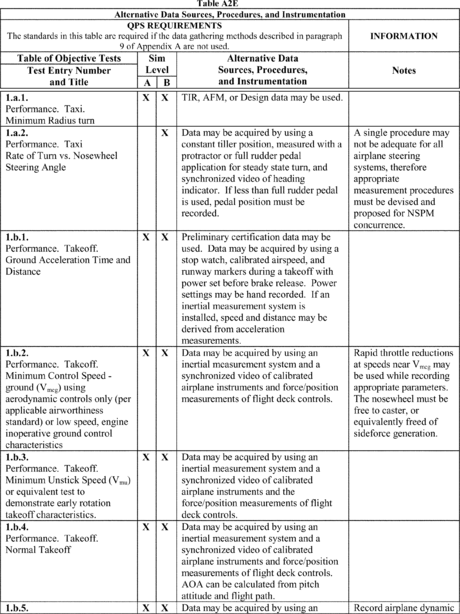 Table A2E
Alternative Data Sources, Procedures, and Instrumentation
QPS REQUIREMENTS
The standards in this table are required if the data gathering methods described in paragraph
9 of Appendix A are not used.
INFORMATION
Table of Objective Tests
Test Entry Number
and Title
Sim
Level
A B
Alternative Data
Sources, Procedures,
and Instrumentation
Notes
1.a.1.
Performance. Taxi.
Minimum Radius turn
X X
TIR, AFM, or Design data may be used.
1.a.2.
Performance. Taxi
Rate of Turn vs. Nosewheel
Steering Angle
X
Data may be acquired by using a
constant tiller position, measured with a
protractor or full rudder pedal
application for steady state turn, and
synchronized video of heading
indicator. If less than full rudder pedal
is used, pedal position must be
recorded.
A single procedure may
not be adequate for all
airplane steering
systems, therefore
appropriate
measurement procedures
must be devised and
proposed for NSPM
concurrence.
1.b.1.
Performance. Takeoff.
Ground Acceleration Time and
Distance
X X
Preliminary certification data may be
used. Data may be acquired by using a
stop watch, calibrated airspeed, and
runway markers during a takeoff with
power set before brake release. Power
settings may be hand recorded. If an
inertial measurement system is
installed, speed and distance may be
derived from acceleration
measurements.
1.b.2.
Performance. Takeoff.
Minimum Control Speed -
ground (Vmcg) using
aerodynamic controls only (per
applicable airworthiness
standard) or low speed, engine
inoperative ground control
characteristics
X X
Data may be acquired by using an
inertial measurement system and a
synchronized video of calibrated
airplane instruments and force/position
measurements of flight deck controls.
Rapid throttle reductions
at speeds near Vmcg may
be used while recording
appropriate parameters.
The nosewheel must be
free to caster, or
equivalently freed of
sideforce generation.
1.b.3.
Performance. Takeoff.
Minimum Unstick Speed (Vmu)
or equivalent test to
demonstrate early rotation
takeoff characteristics.
X X
Data may be acquired by using an
inertial measurement system and a
synchronized video of calibrated
airplane instruments and the
force/position measurements of flight
deck controls.
1.b.4.
Performance. Takeoff.
Normal Takeoff
X X
Data may be acquired by using an
inertial measurement system and a
synchronized video of calibrated
airplane instruments and force/position
measurements of flight deck controls.
AOA can be calculated from pitch
attitude and flight path.
1.b.5.
X X
Data may be acquired by using an
Record airplane dynamic